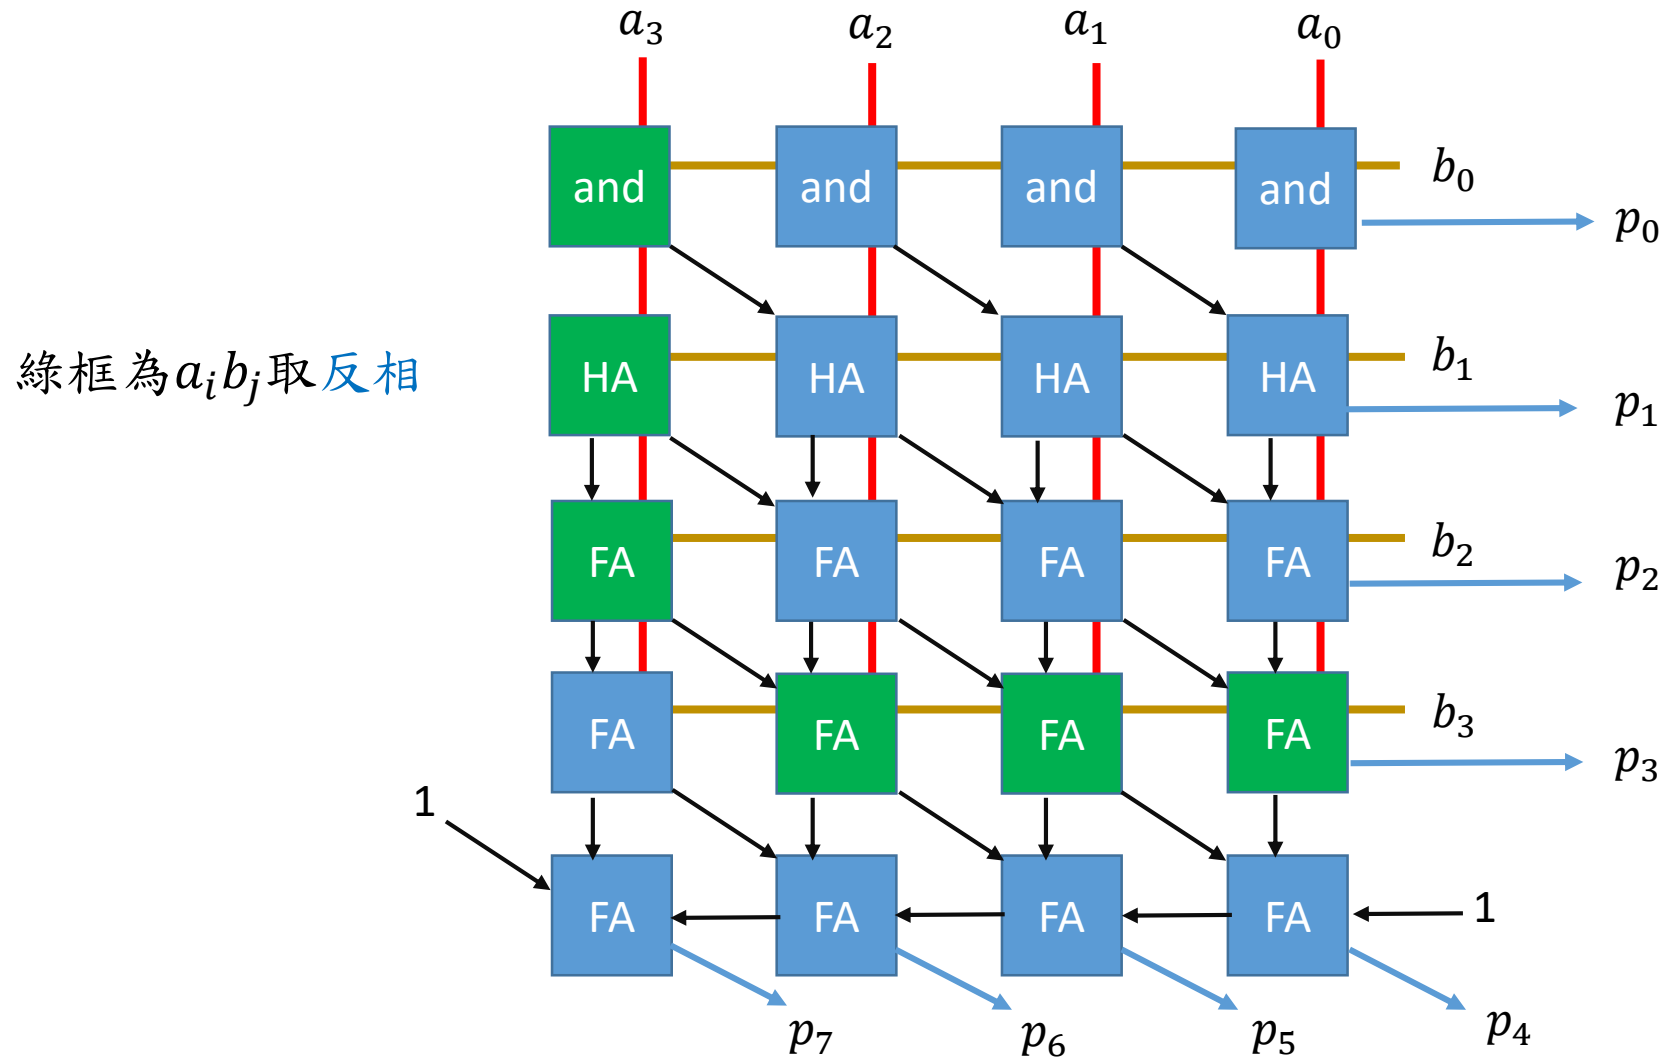 a₃ a₂ a₁ a₀
and and and and b₀
p₀
綠框為aᵢbⱼ取反相
HA HA HA HA b₁
p₁
FA FA FA FA b₂
p₂
FA FA FA FA b₃
p₃
1
FA FA FA FA 1
p₇ p₆ p₅ p₄